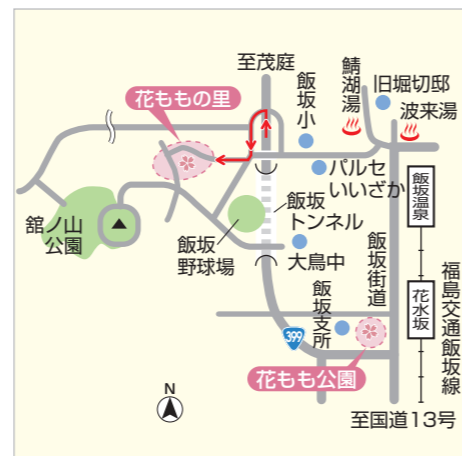 至茂庭
花ももの里
飯坂小
鯖湖湯
旧堀切邸
波来湯
パルセ
いいざか
飯坂温泉
舘ノ山
公園
飯坂
野球場
飯坂
トンネル
大鳥中
飯坂街道
花水坂
福島交通飯坂線
飯坂支所
399
花もも公園
N
至国道13号